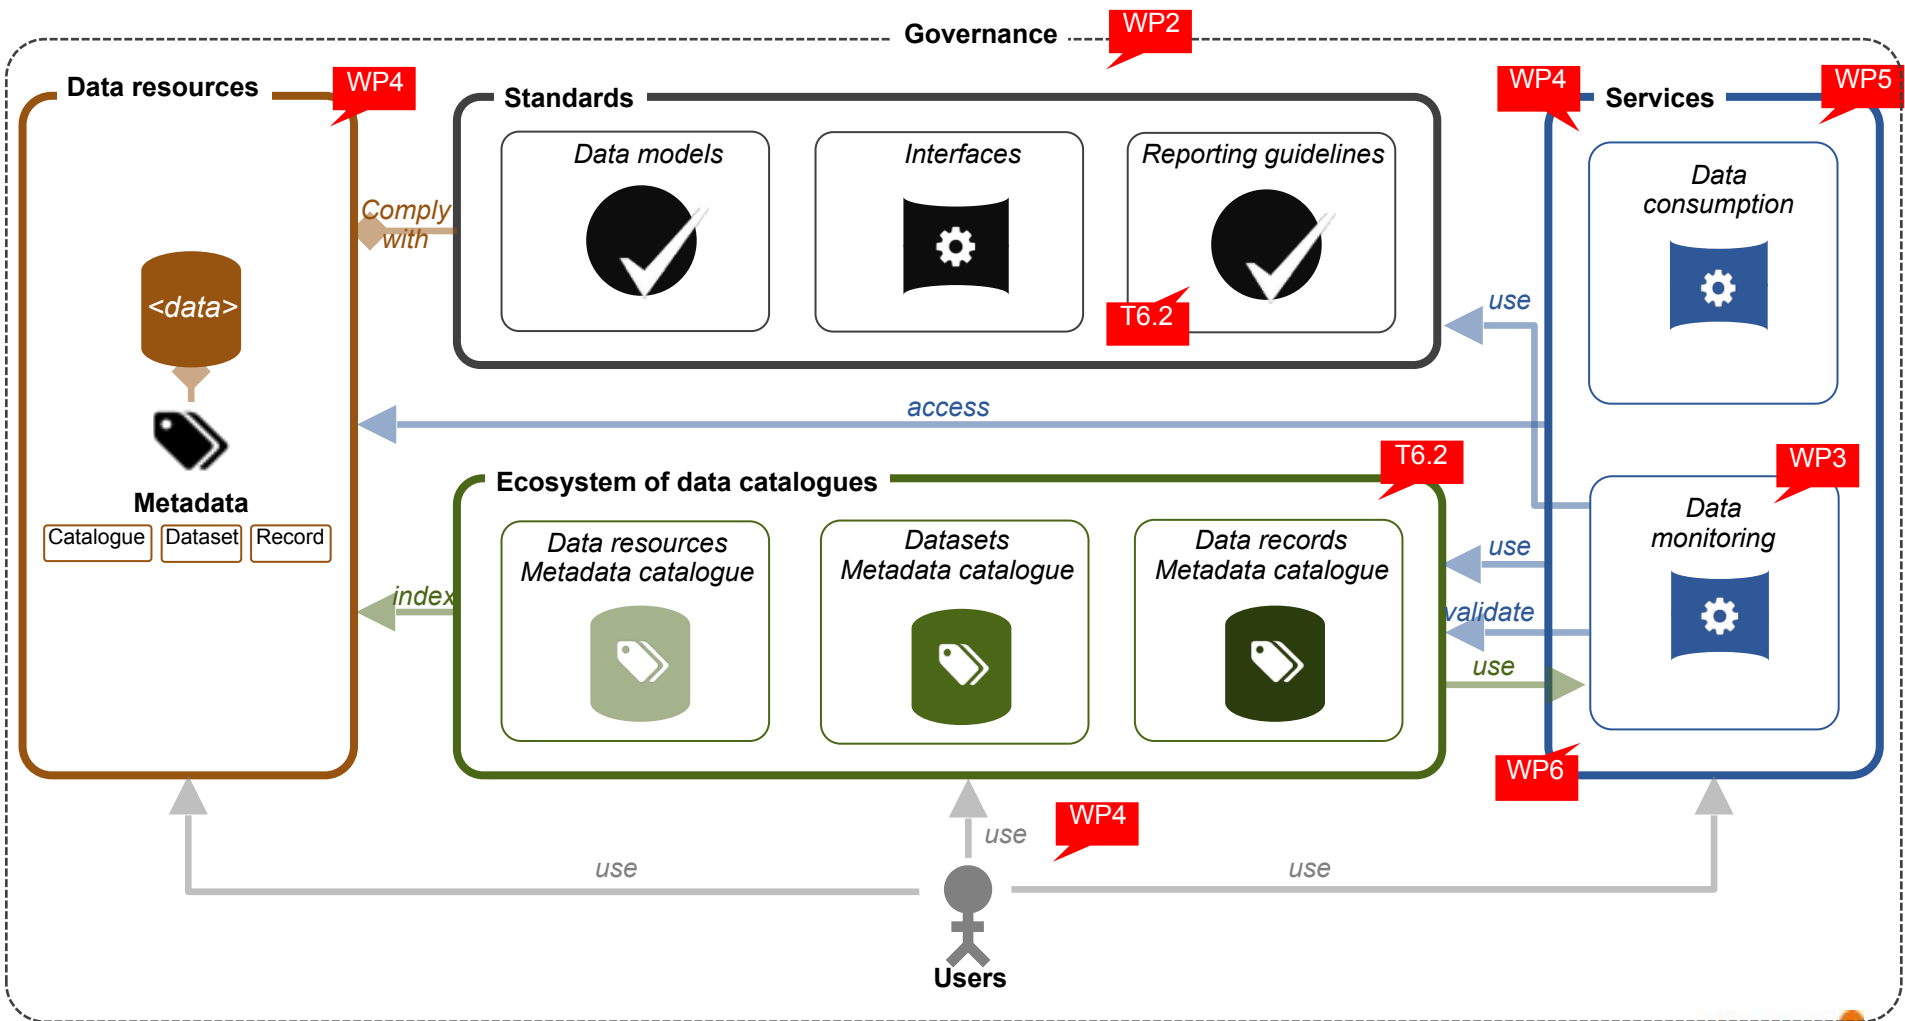 Governance
WP2
Data resources
WP4
Standards
WP4
Services
WP5
Data models
Interfaces
Reporting guidelines
Data
consumption
Comply
with
<data>
T6.2
use
access
Metadata
Catalogue
Dataset
Record
Ecosystem of data catalogues
T6.2
WP3
Data resources
Metadata catalogue
Datasets
Metadata catalogue
Data records
Metadata catalogue
Data
monitoring
use
index
validate
use
WP6
WP4
use
use
use
Users